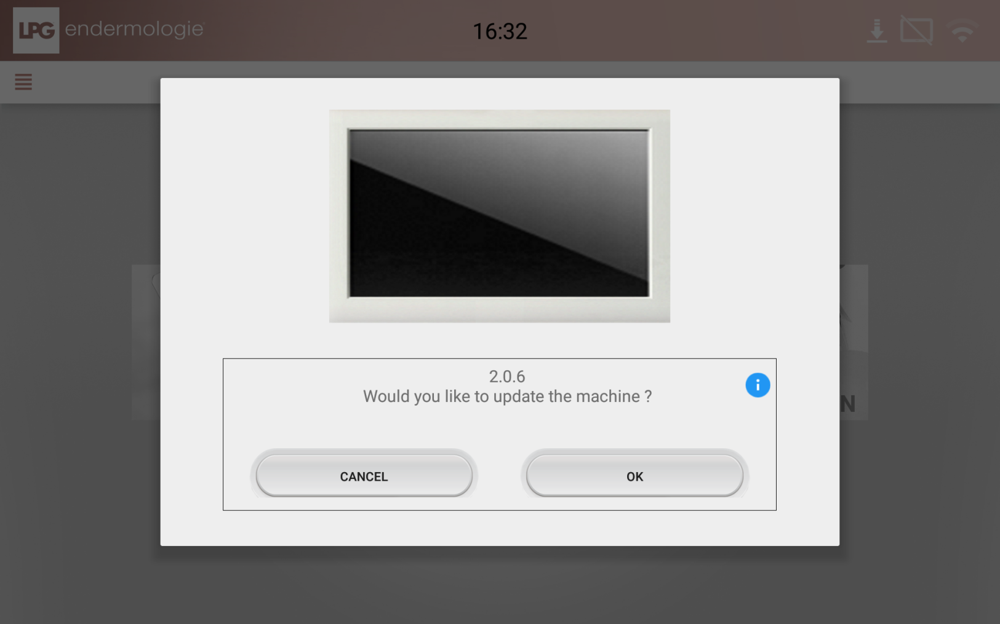 LPG endermologie
16:32
2.0.6
Would you like to update the machine ?
N
CANCEL
OK